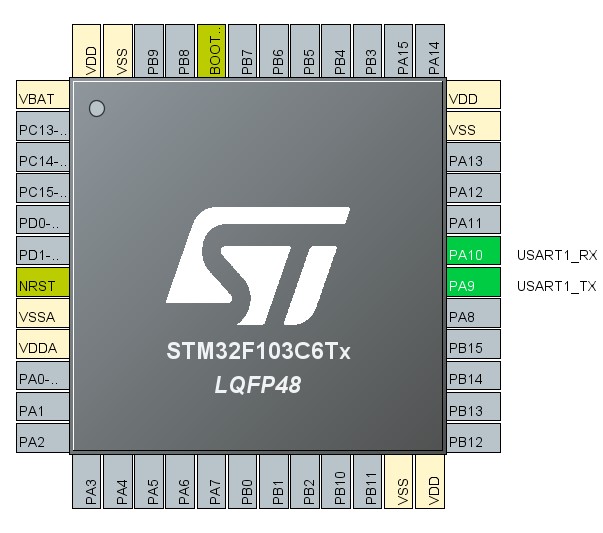 VDD
VSS
PB9
PB8
BOOT..
PB7
PB6
PB5
PB4
PB3
PA15
PA14
VBAT
PC13-..
PC14-..
PC15-..
PD0-..
PD1-..
NRST
VSSA
VDDA
PA0-..
PA1
PA2
ST
STM32F103C6Tx
LQFP48
VDD
VSS
PA13
PA12
PA11
PA10 USART1_RX
PA9 USART1_TX
PA8
PB15
PB14
PB13
PB12
PA3
PA4
PA5
PA6
PA7
PB0
PB1
PB2
PB10
PB11
VSS
VDD